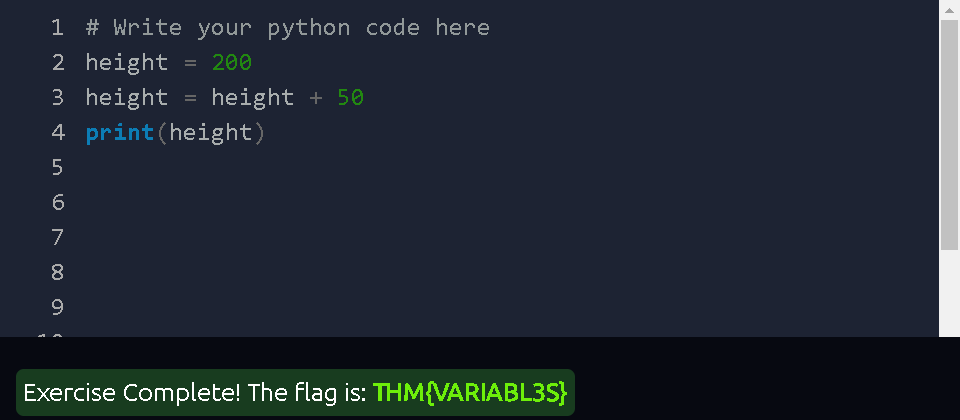 1 # Write your python code here
2 height = 200
3 height = height + 50
4 print(height)
5
6
7
8
9
Exercise Complete! The flag is: THM{VARIABL3S}